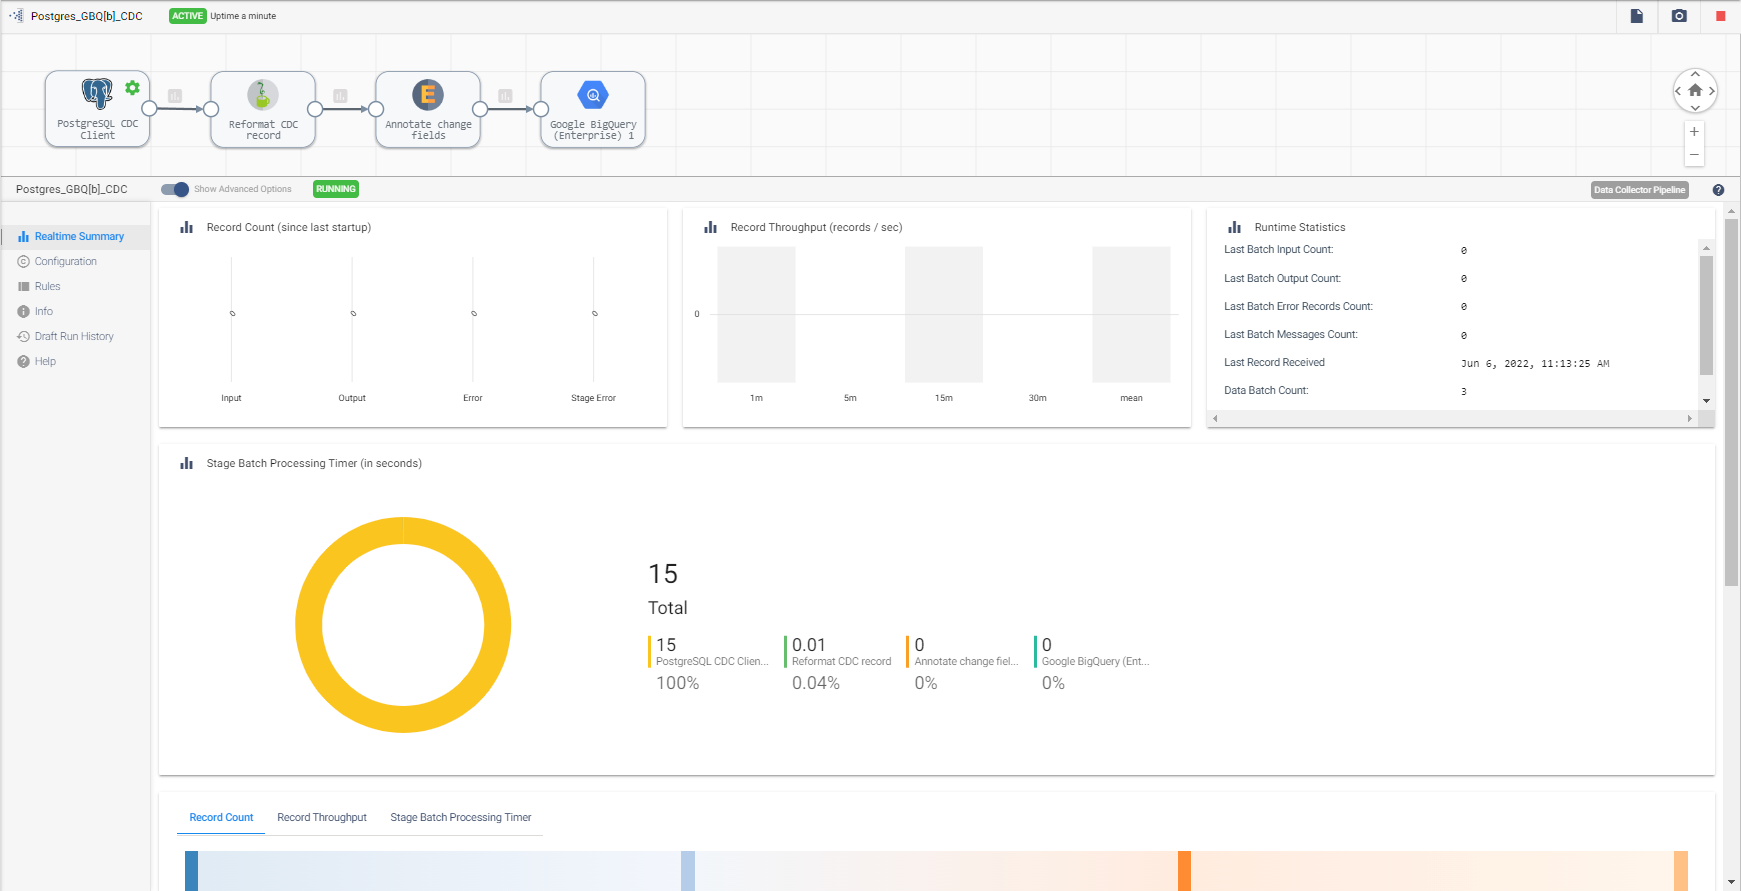 Postgres_GBQ[b]_CDC
ACTIVE Uptime a minute
PostgreSQL CDC
Client
Reformat CDC
record
Annotate change
fields
Google BigQuery
(Enterprise) 1
Postgres_GBQ[b]_CDC
Show Advanced Options
RUNNING
Data Collector Pipeline
Realtime Summary
Configuration
Rules
Info
Draft Run History
Help
Record Count (since last startup)
0 0 0 0
Input Output Error Stage Error
Record Throughput (records / sec)
0
1m 5m 15m 30m mean
Runtime Statistics
Last Batch Input Count: 0
Last Batch Output Count: 0
Last Batch Error Records Count: 0
Last Batch Messages Count: 0
Last Record Received Jun 6, 2022, 11:13:25 AM
Data Batch Count: 3
Stage Batch Processing Timer (in seconds)
15
Total
15 0.01 0 0
PostgreSQL CDC Clien... Reformat CDC record Annotate change fiel... Google BigQuery (Ent...
100% 0.04% 0% 0%
Record Count Record Throughput Stage Batch Processing Timer